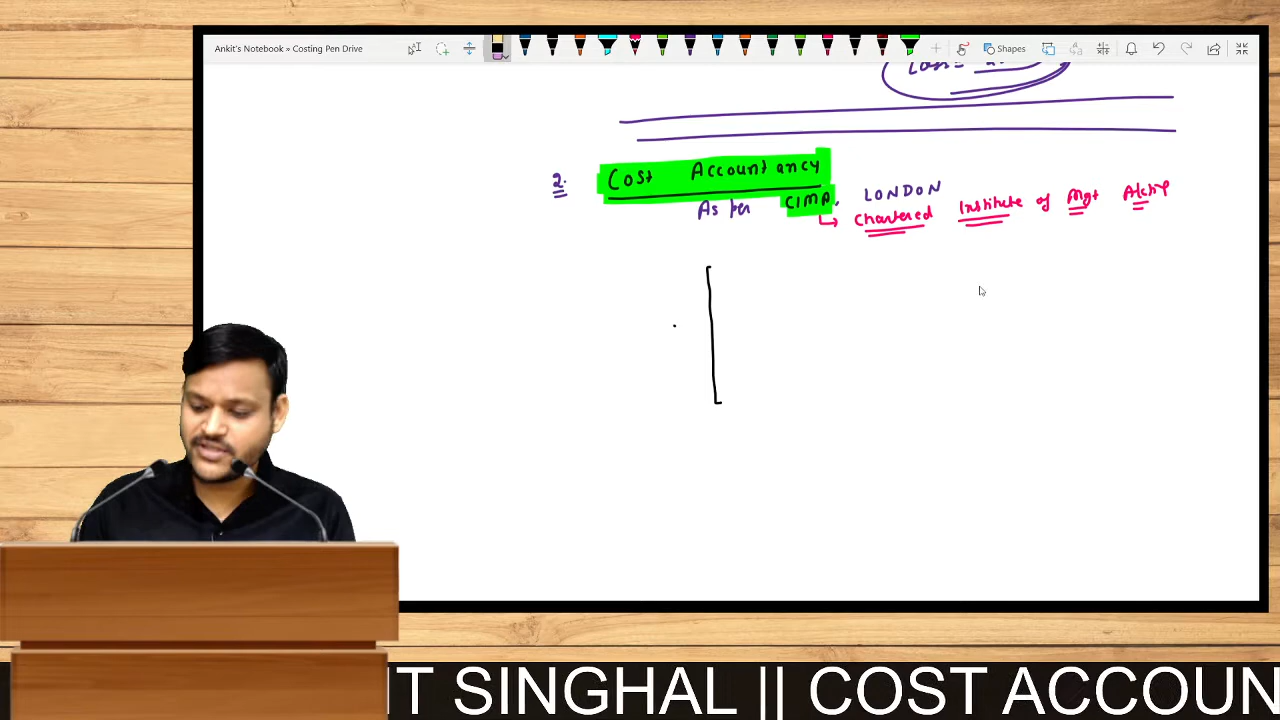 Ankit's Notebook » Costing Pen Drive
Shapes
2. Cost Accountancy
As per CIMA, LONDON
Chartered Institute of Mgt
IT SINGHAL || COST ACCOUN